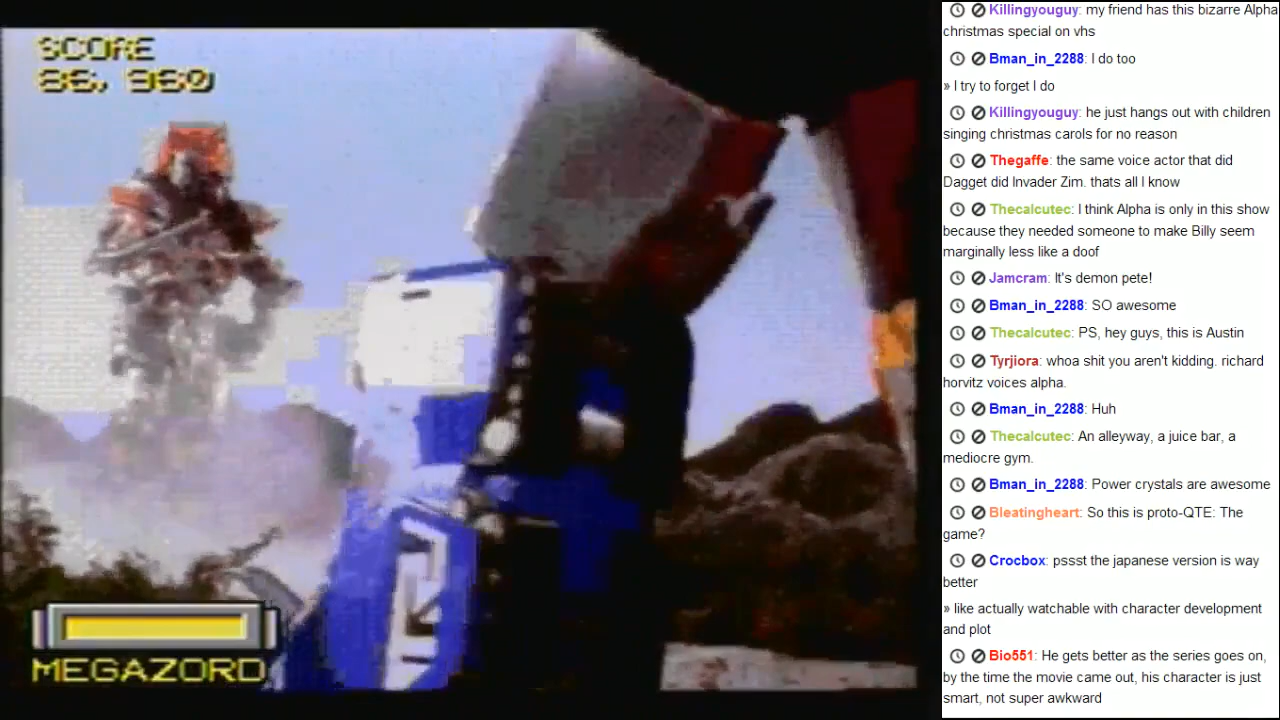 SCORE
86, 960
MEGAZORD
Killingyouguy: my friend has this bizarre Alpha
christmas special on vhs
Bman_in_2288: I do too
» I try to forget I do
Killingyouguy: he just hangs out with children
singing christmas carols for no reason
Thegaffe: the same voice actor that did
Dagget did Invader Zim. thats all I know
Thecalcutec: I think Alpha is only in this show
because they needed someone to make Billy seem
marginally less like a doof
Jamcram: It's demon pete!
Bman_in_2288: SO awesome
Thecalcutec: PS, hey guys, this is Austin
Tyrjiora: whoa shit you aren't kidding. richard
horvitz voices alpha.
Bman_in_2288: Huh
Thecalcutec: An alleyway, a juice bar, a
mediocre gym.
Bman_in_2288: Power crystals are awesome
Bleatingheart: So this is proto-QTE: The
game?
Crocbox: pssst the japanese version is way
better
» like actually watchable with character development
and plot
Bio551: He gets better as the series goes on,
by the time the movie came out, his character is just
smart, not super awkward